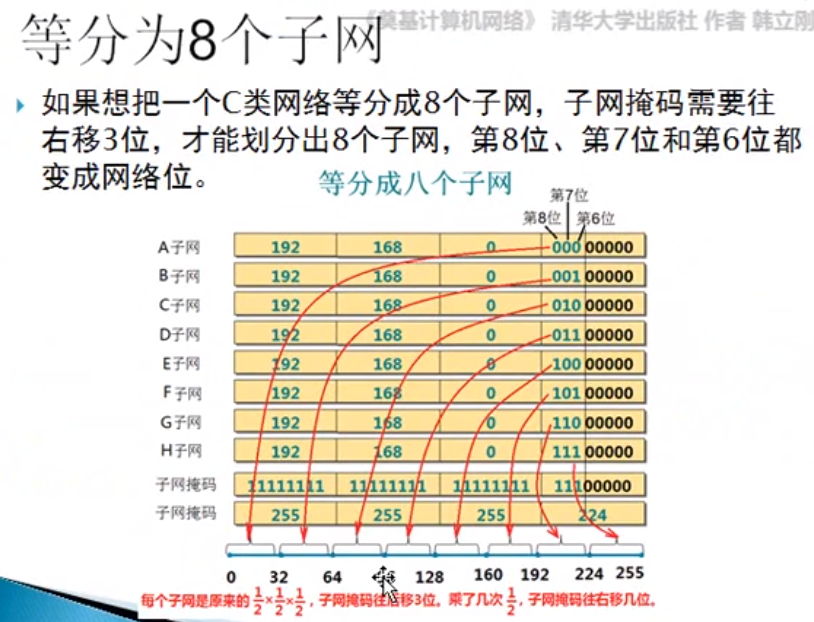 《奠基计算机网络》 清华大学出版社 作者 韩立刚
等分为8个子网
如果想把一个C类网络等分成8个子网，子网掩码需要往
右移3位，才能划分出8个子网，第8位、第7位和第6位都
变成网络位。
等分成八个子网
第7位
第8位 第6位
A子网 192 168 0 000 00000
B子网 192 168 0 001 00000
C子网 192 168 0 010 00000
D子网 192 168 0 011 00000
E子网 192 168 0 100 00000
F子网 192 168 0 101 00000
G子网 192 168 0 110 00000
H子网 192 168 0 111 00000
子网掩码 11111111 11111111 11111111 11100000
子网掩码 255 255 255 224
0 32 64 128 160 192 224 255
每个子网是原来的 1/2 × 1/2 × 1/2 ，子网掩码往右移3位。乘了几次 1/2 ，子网掩码往右移几位。